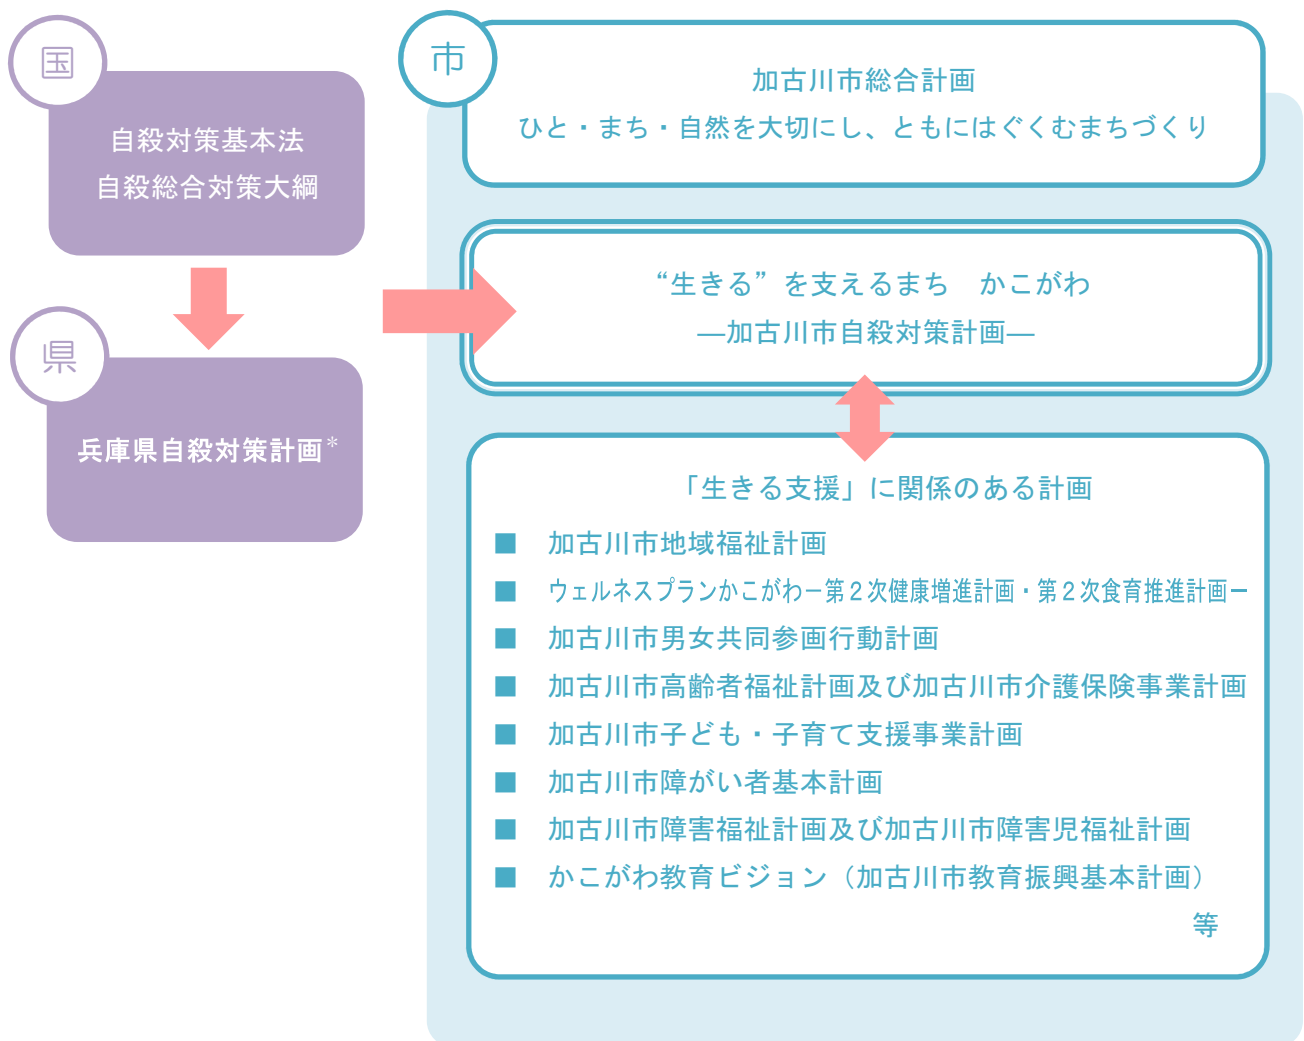 国
自殺対策基本法
自殺総合対策大綱
県
兵庫県自殺対策計画*
市
加古川市総合計画
ひと・まち・自然を大切にし、ともにはぐくむまちづくり
“生きる”を支えるまち　かこがわ
―加古川市自殺対策計画―
「生きる支援」に関係のある計画
■　加古川市地域福祉計画
■　ウェルネスプランかこがわー第２次健康増進計画・第２次食育推進計画ー
■　加古川市男女共同参画行動計画
■　加古川市高齢者福祉計画及び加古川市介護保険事業計画
■　加古川市子ども・子育て支援事業計画
■　加古川市障がい者基本計画
■　加古川市障害福祉計画及び加古川市障害児福祉計画
■　かこがわ教育ビジョン（加古川市教育振興基本計画）
等